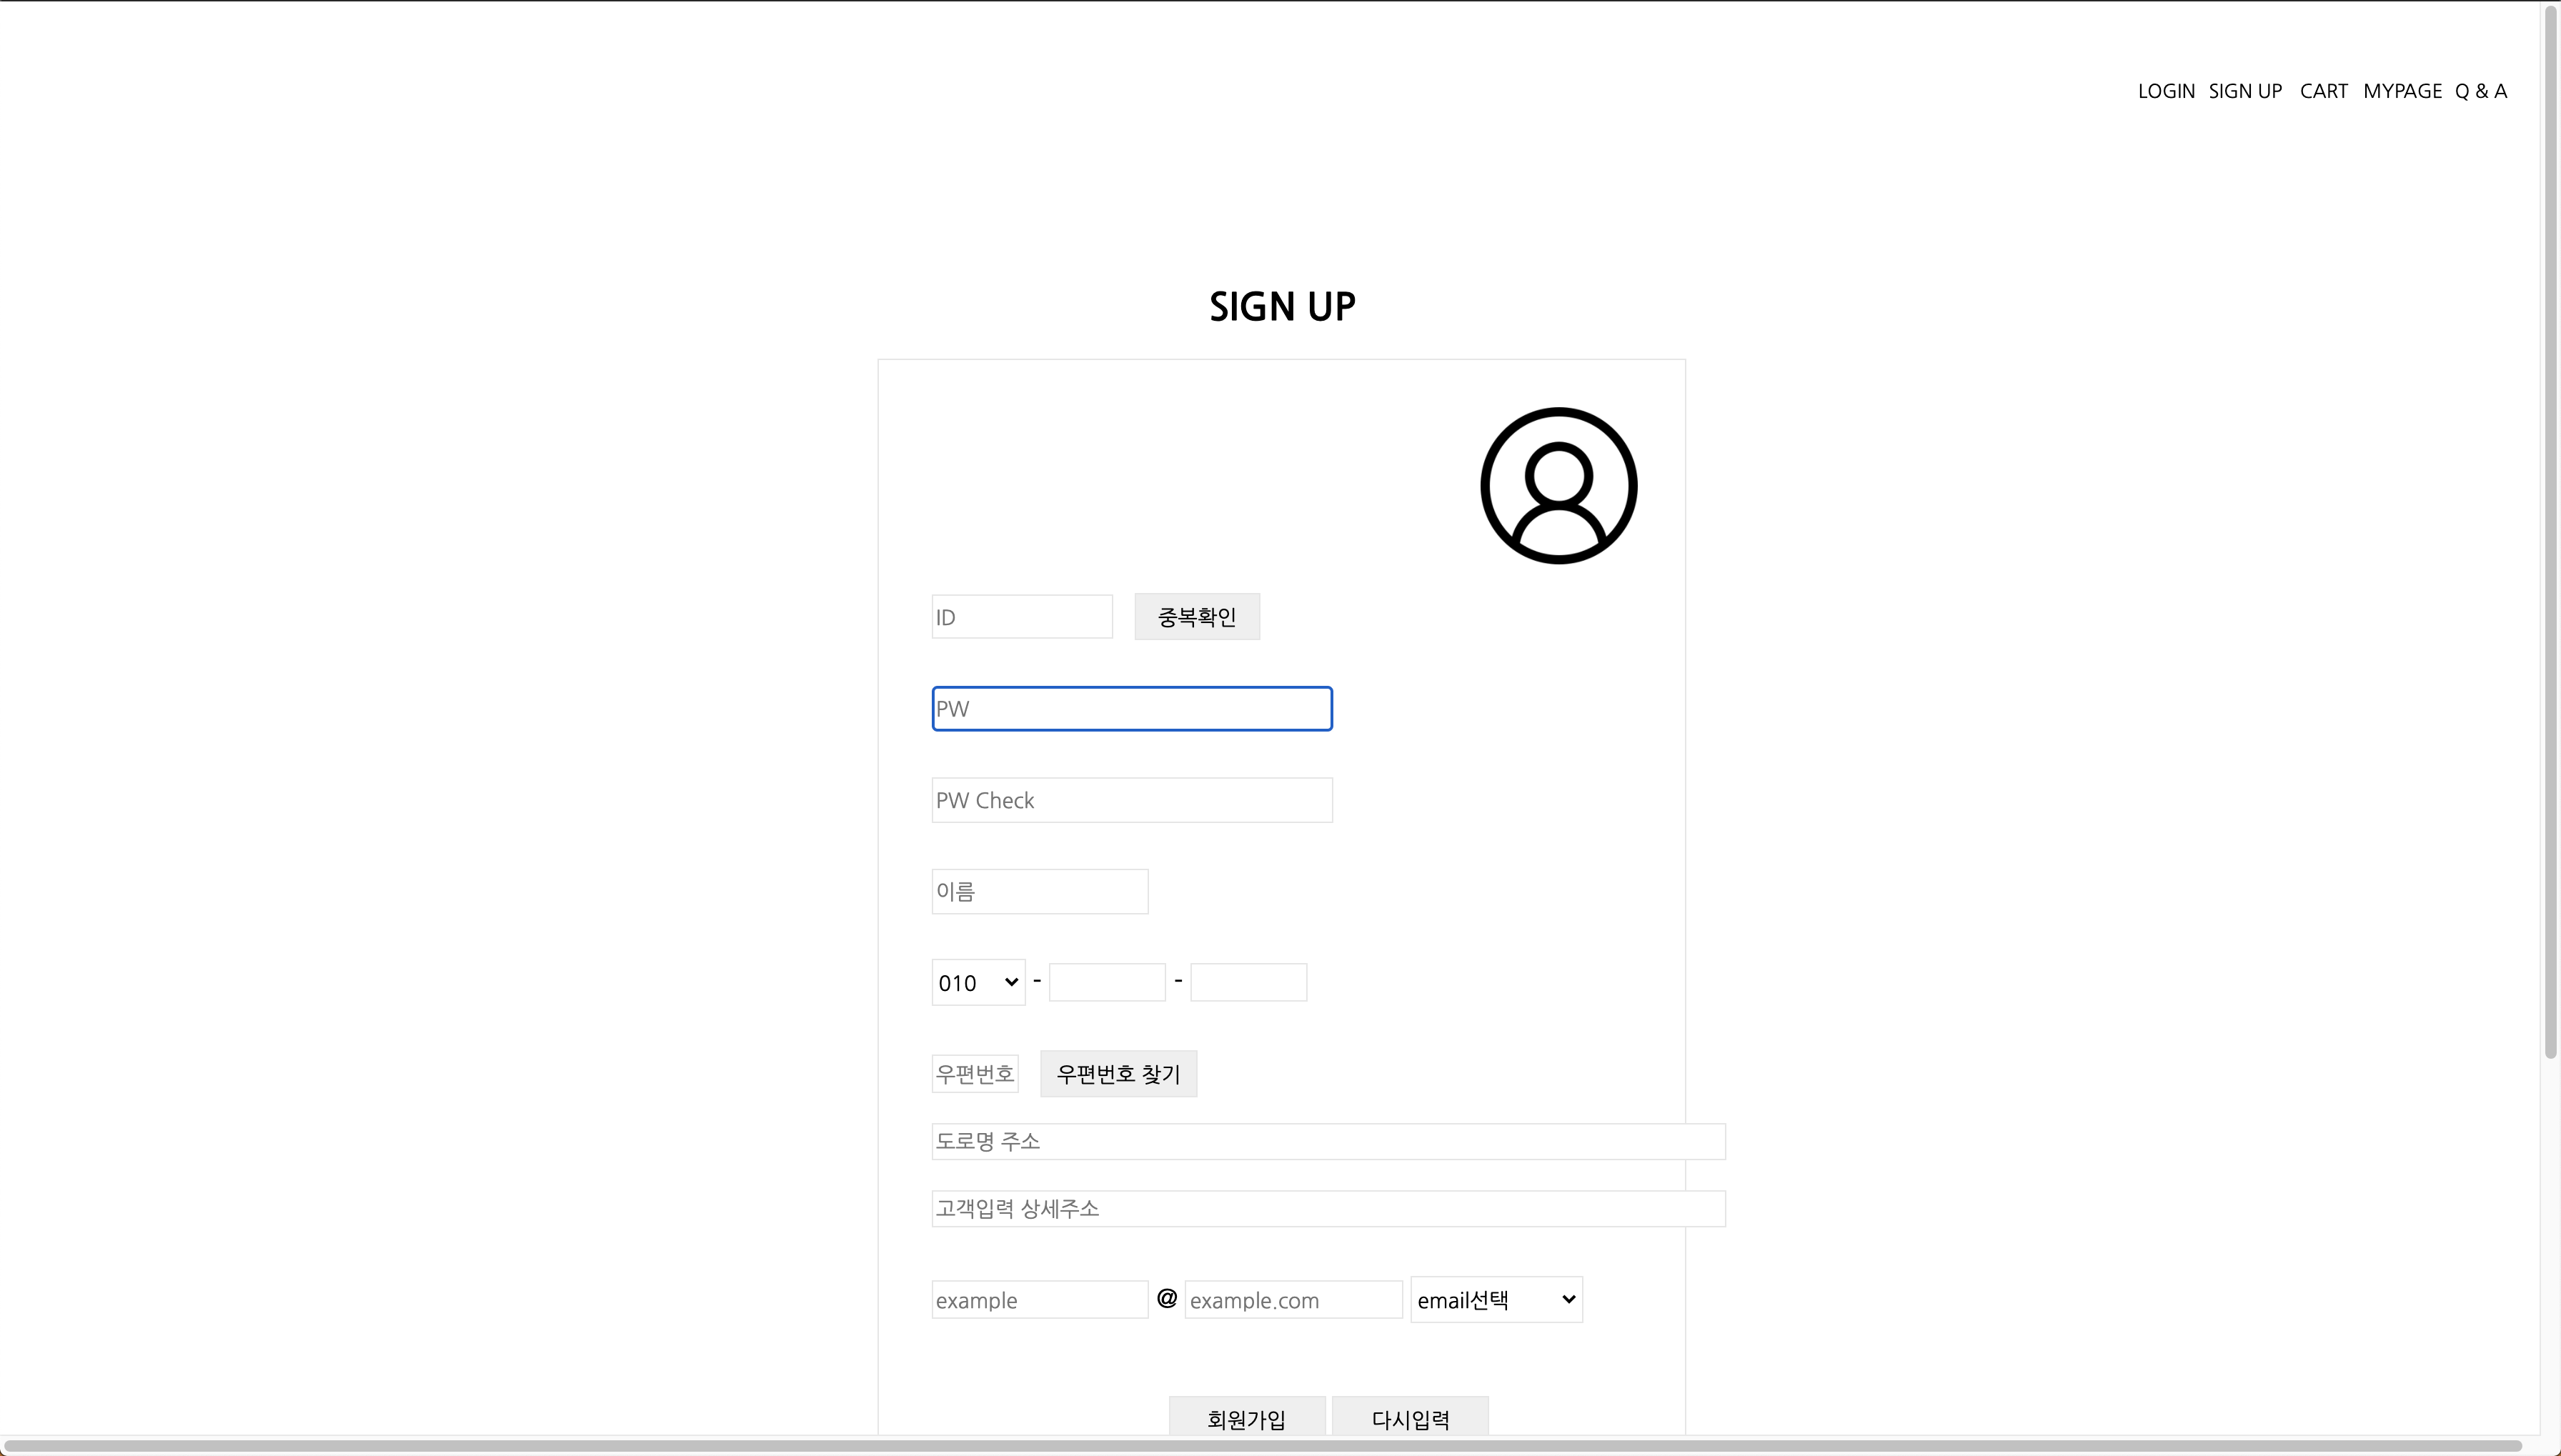 LOGIN SIGN UP CART MYPAGE Q & A
SIGN UP
ID 중복확인
PW
PW Check
이름
010 - -
우편번호 우편번호 찾기
도로명 주소
고객입력 상세주소
example @ example.com email선택
회원가입 다시입력